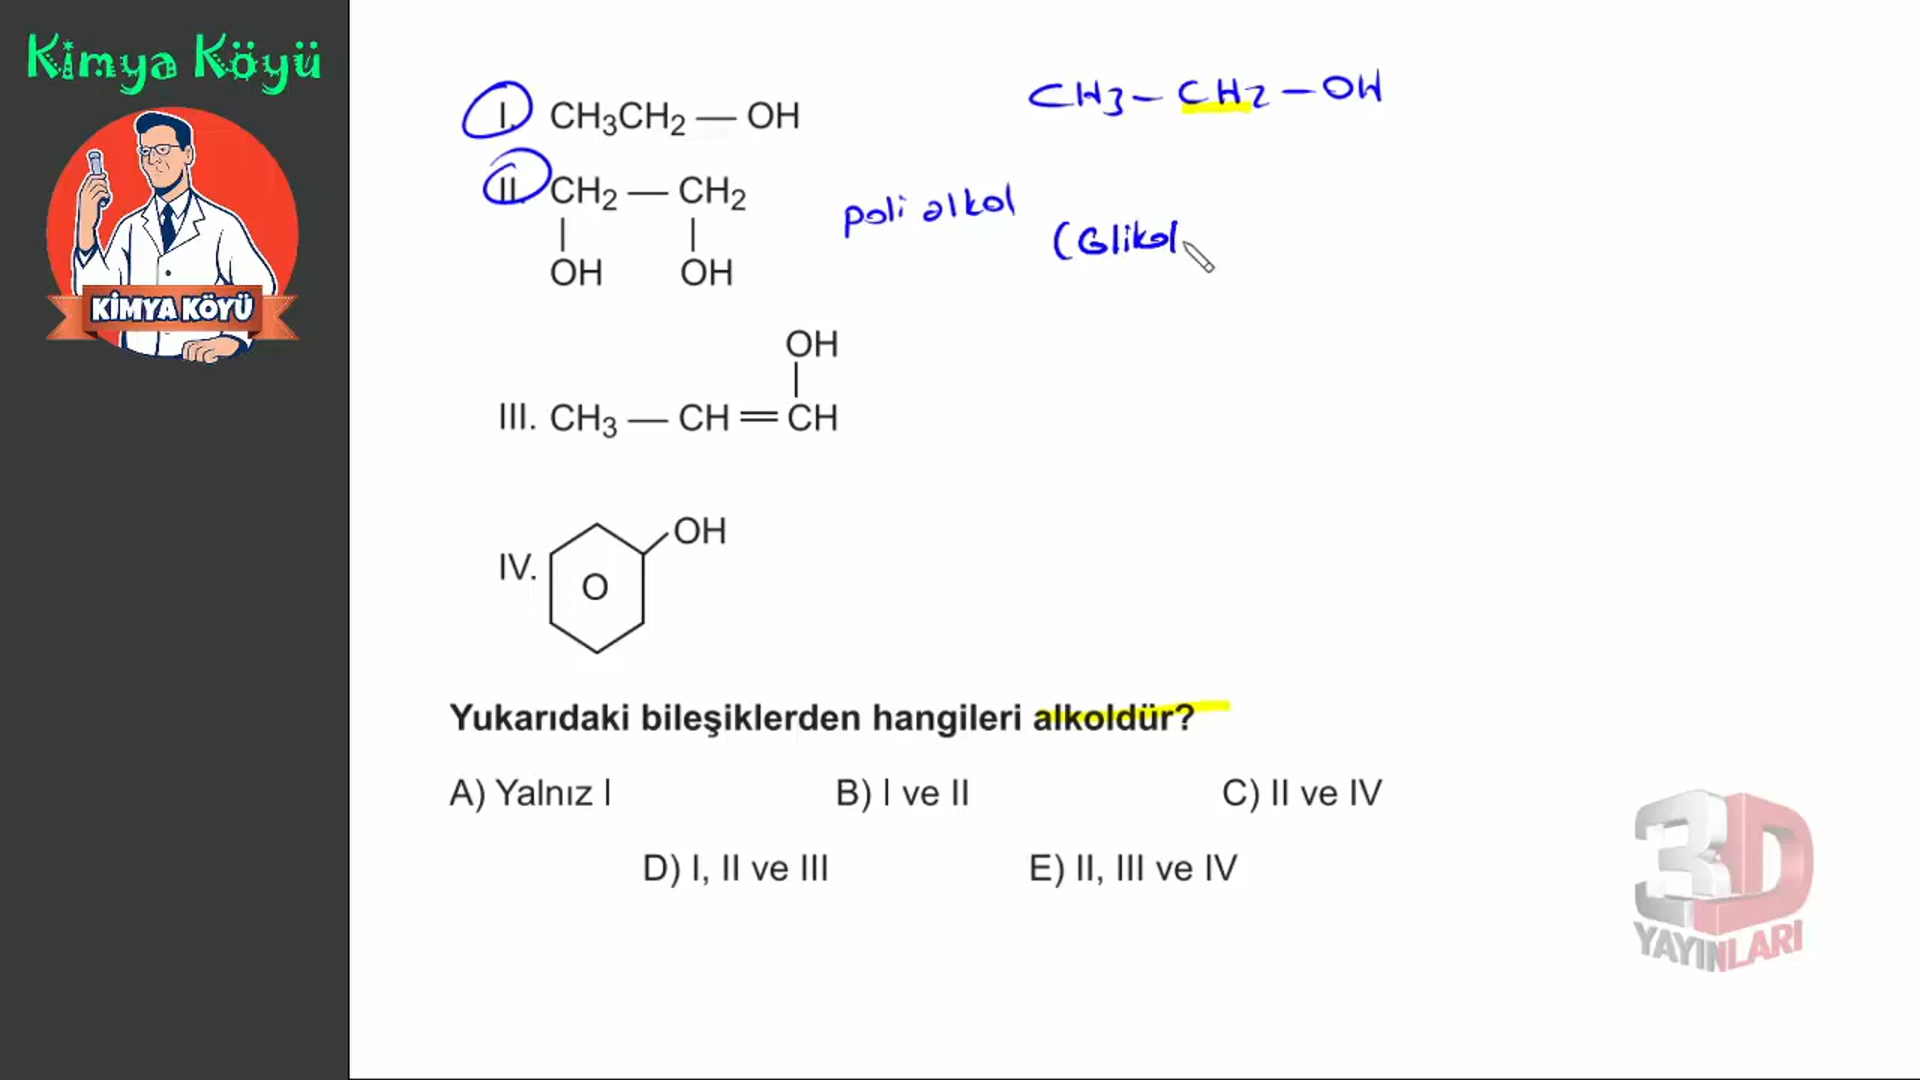 Kimya Köyü
KİMYA KÖYÜ
I. CH₃CH₂ — OH
CH3 – CH2 – OH
II. CH₂ — CH₂
OH OH
poli alkol
(Glikol
OH
III. CH₃ — CH = CH
OH
IV.
O
Yukarıdaki bileşiklerden hangileri alkoldür?
A) Yalnız I B) I ve II C) II ve IV
D) I, II ve III E) II, III ve IV
3D
YAYINLARI